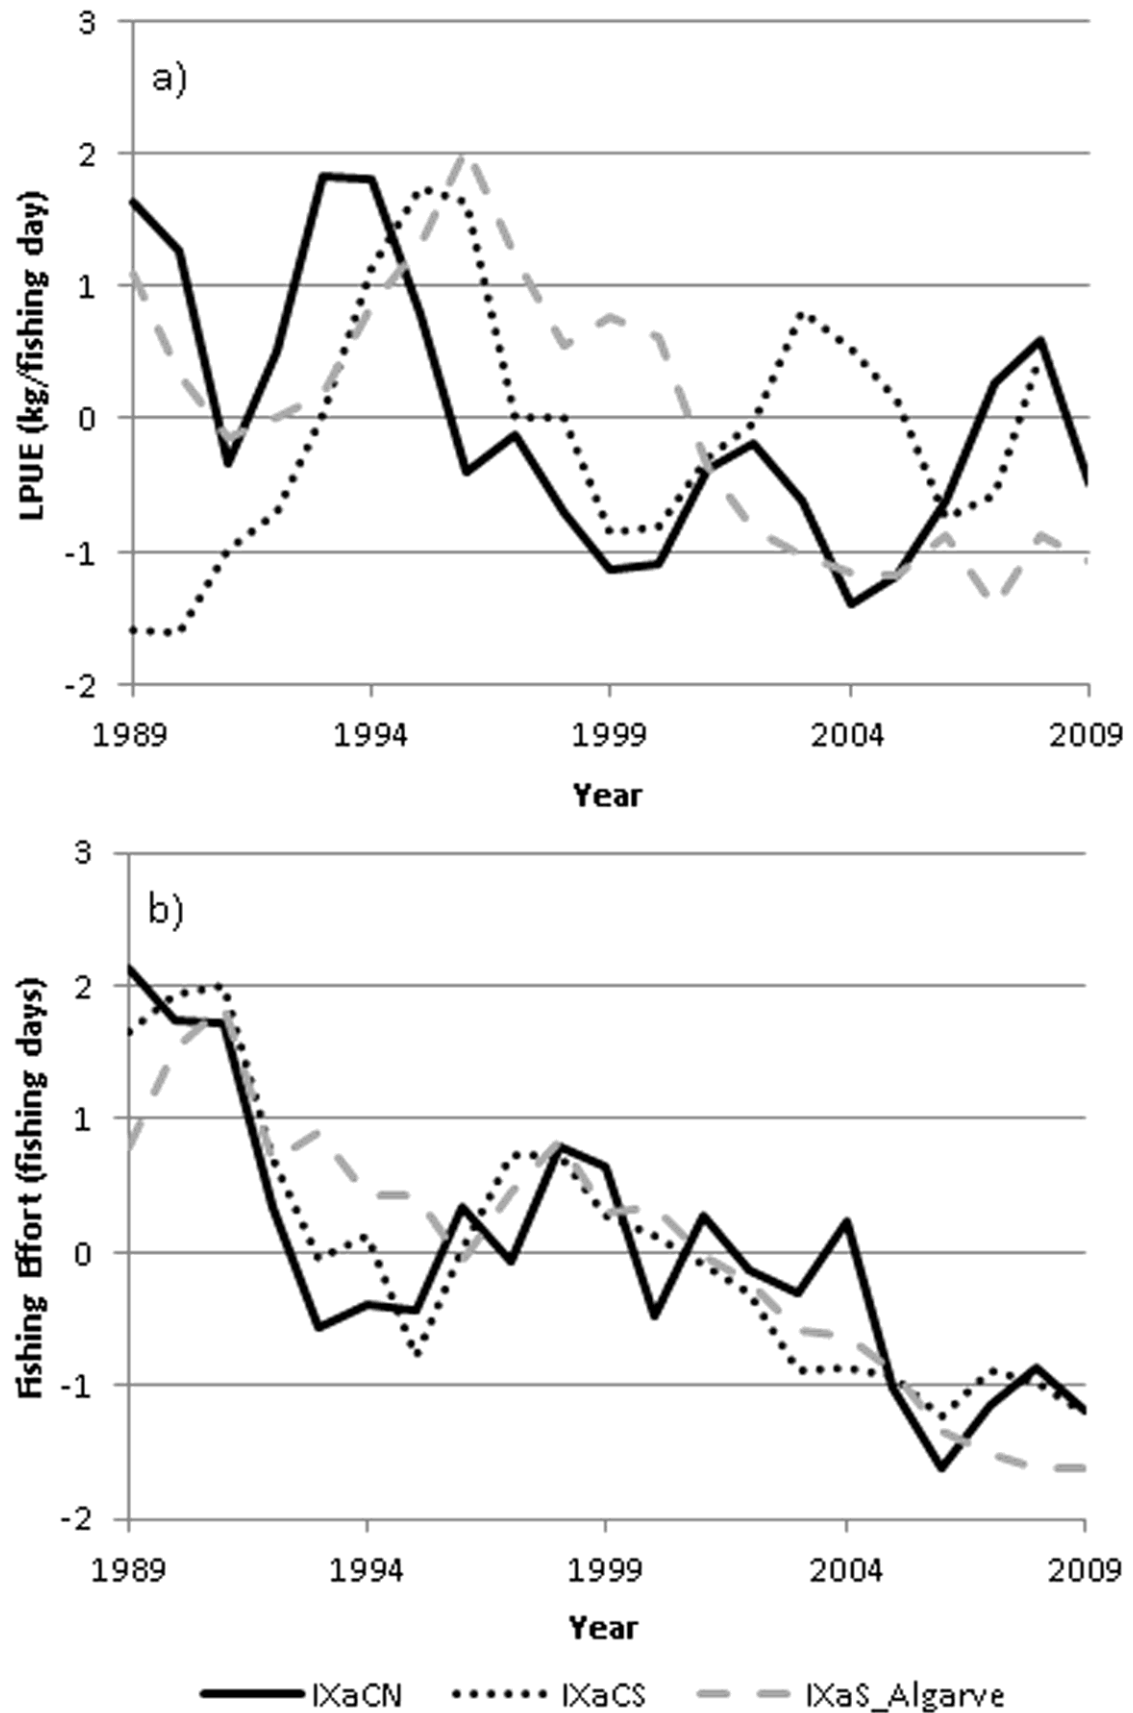 3
a)
2
1
0
-1
-2
LPUE (kg/fishing day)
1989 1994 1999 2004 2009
Year
3
b)
2
1
0
-1
-2
Fishing Effort (fishing days)
1989 1994 1999 2004 2009
Year
IXaCN IXaCS IXaS_Algarve